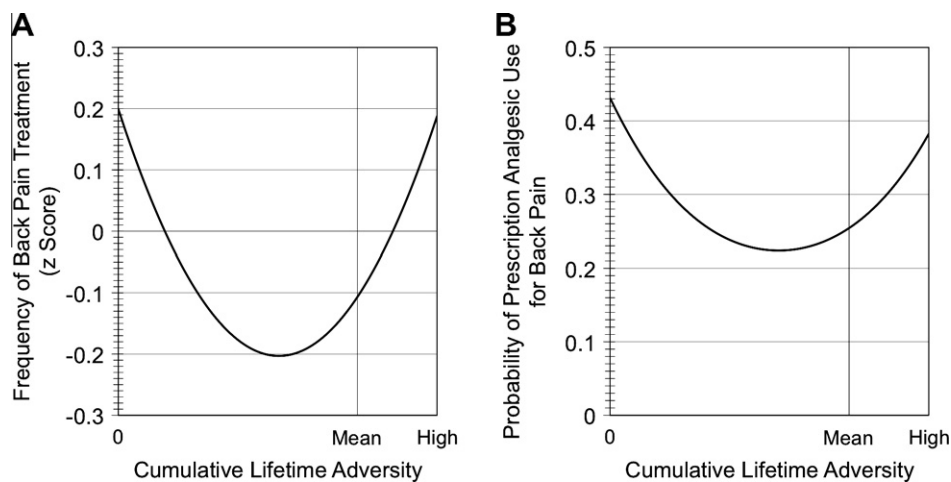 A
Frequency of Back Pain Treatment
(z Score)
0.3
0.2
0.1
0
-0.1
-0.2
-0.3
0
Mean
High
Cumulative Lifetime Adversity
B
Probability of Prescription Analgesic Use
for Back Pain
0.5
0.4
0.3
0.2
0.1
0
0
Mean
High
Cumulative Lifetime Adversity